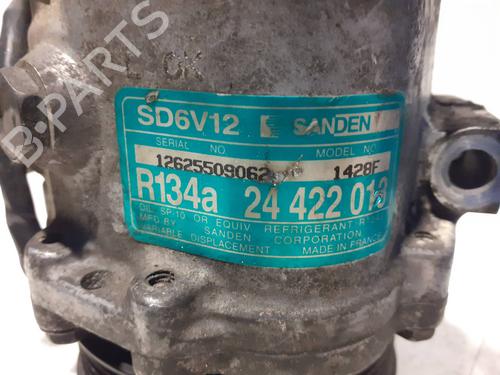 B-PARTS
CK
SD6V12 SANDEN
SERIAL NO. MODEL NO.
12625509062 1428F
R134a 24 422 013
OIL SP-10 OR EQUIV REFRIGERANT R134a
MFD BY SANDEN CORPORATION
VARIABLE DISPLACEMENT MADE IN FRANCE